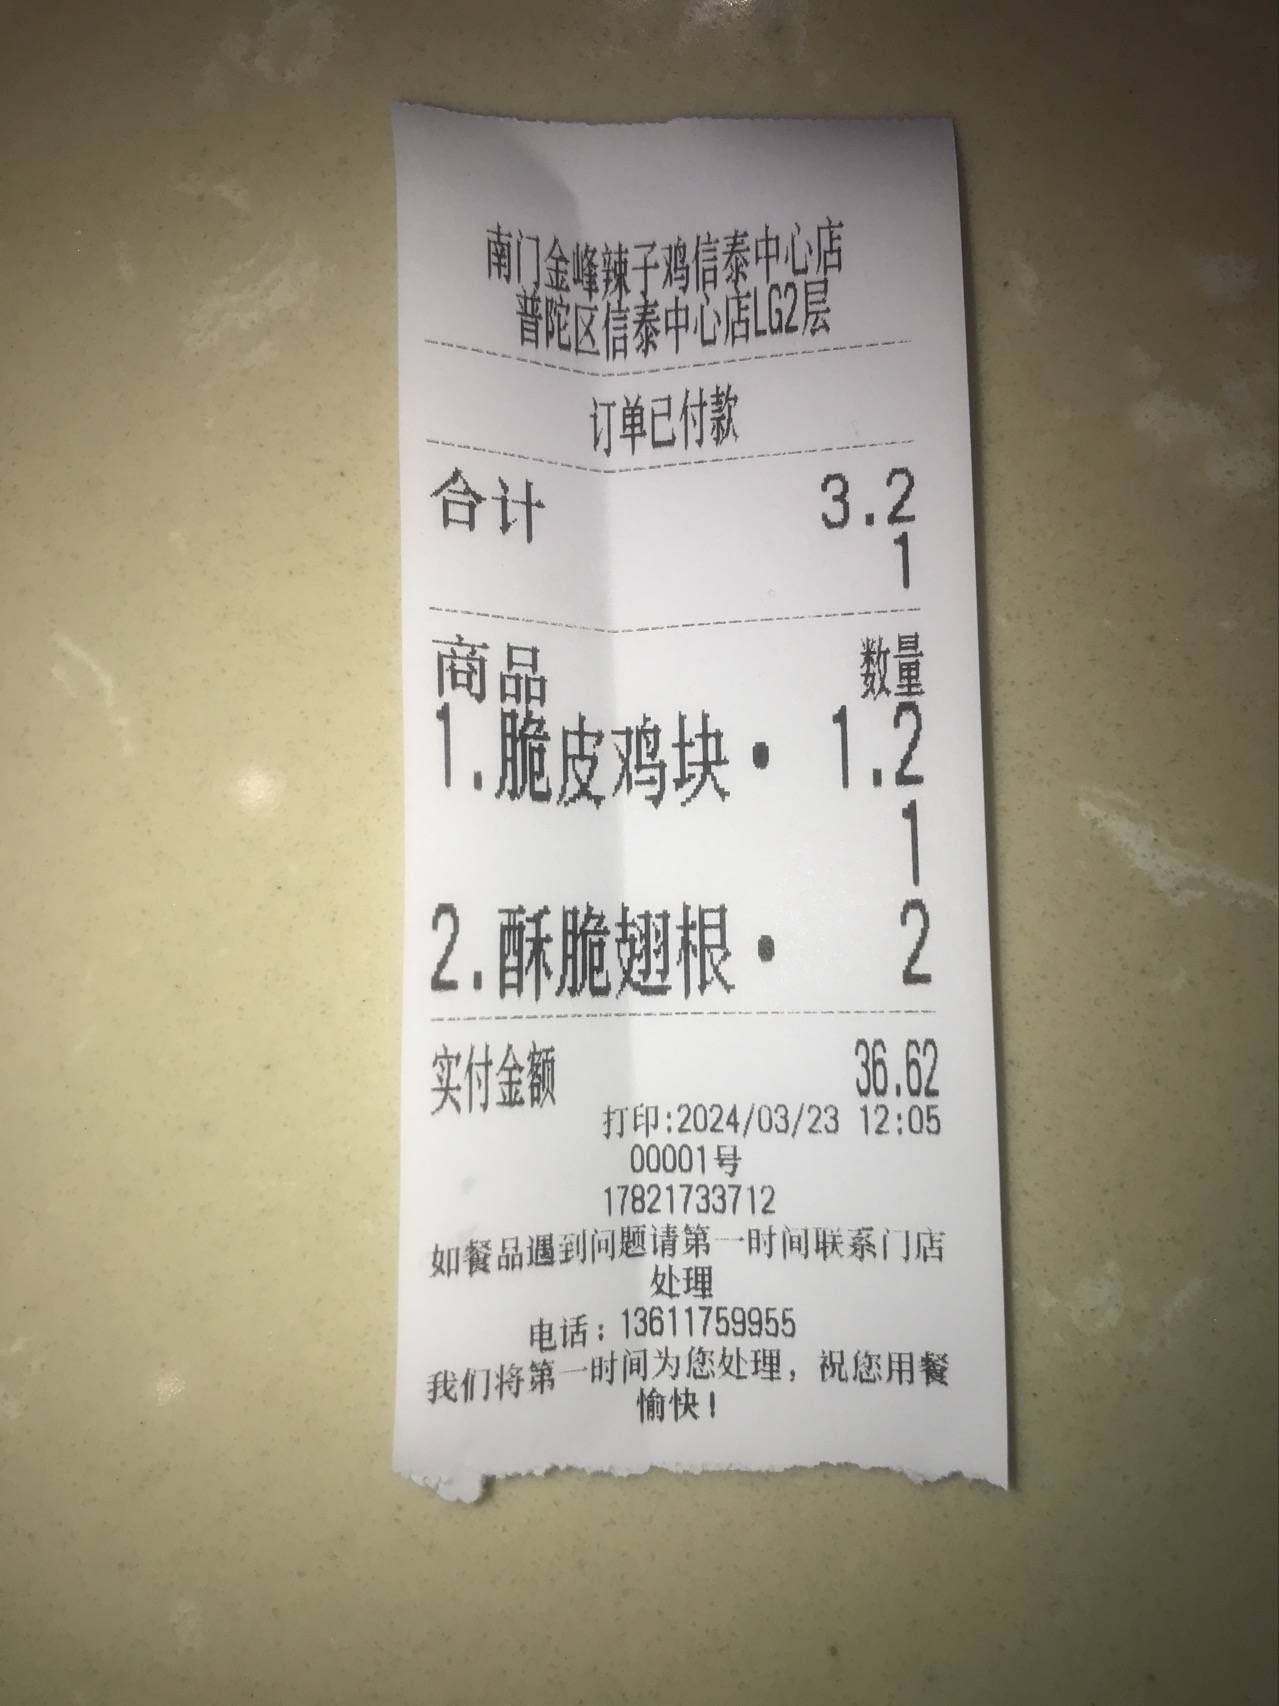 南门金峰辣子鸡信泰中心店
普陀区信泰中心店LG2层
订单已付款
合计 3.2
1
商品 数量
1.脆皮鸡块· 1.2
1
2.酥脆翅根· 2
实付金额 36.62
打印:2024/03/23 12:05
00001号
17821733712
如餐品遇到问题请第一时间联系门店
处理
电话：13611759955
我们将第一时间为您处理，祝您用餐
愉快！